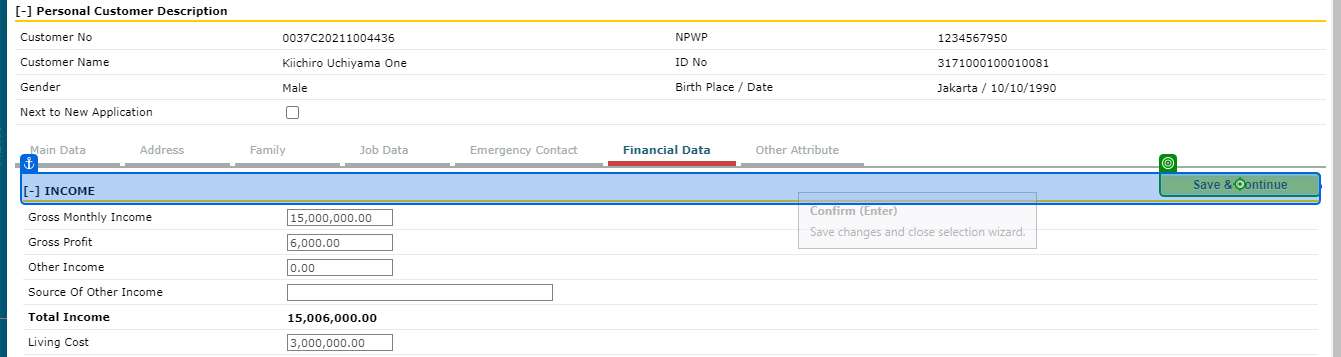 [-] Personal Customer Description
Customer No 0037C20211004436 NPWP 1234567950
Customer Name Kiichiro Uchiyama One ID No 3171000100010081
Gender Male Birth Place / Date Jakarta / 10/10/1990
Next to New Application
Main Data Address Family Job Data Emergency Contact Financial Data Other Attribute
[-] INCOME Save & Continue
Gross Monthly Income 15,000,000.00
Confirm (Enter)
Save changes and close selection wizard.
Gross Profit 6,000.00
Other Income 0.00
Source Of Other Income
Total Income 15,006,000.00
Living Cost 3,000,000.00